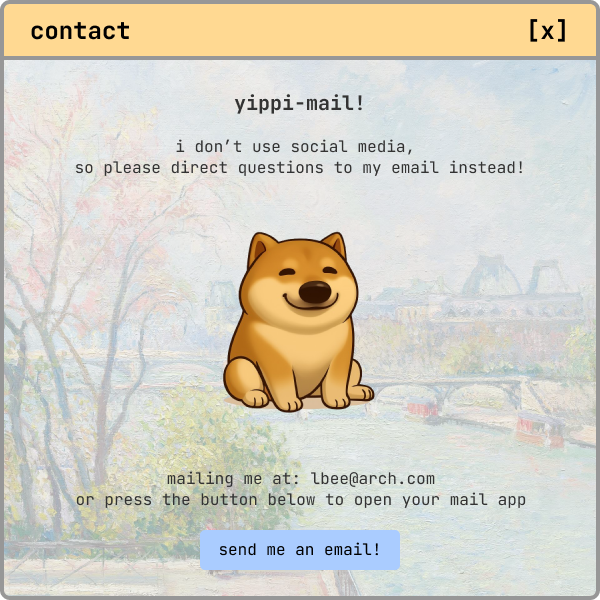 contact
[x]
yippi-mail!
i don’t use social media,
so please direct questions to my email instead!
mailing me at: lbee@arch.com
or press the button below to open your mail app
send me an email!